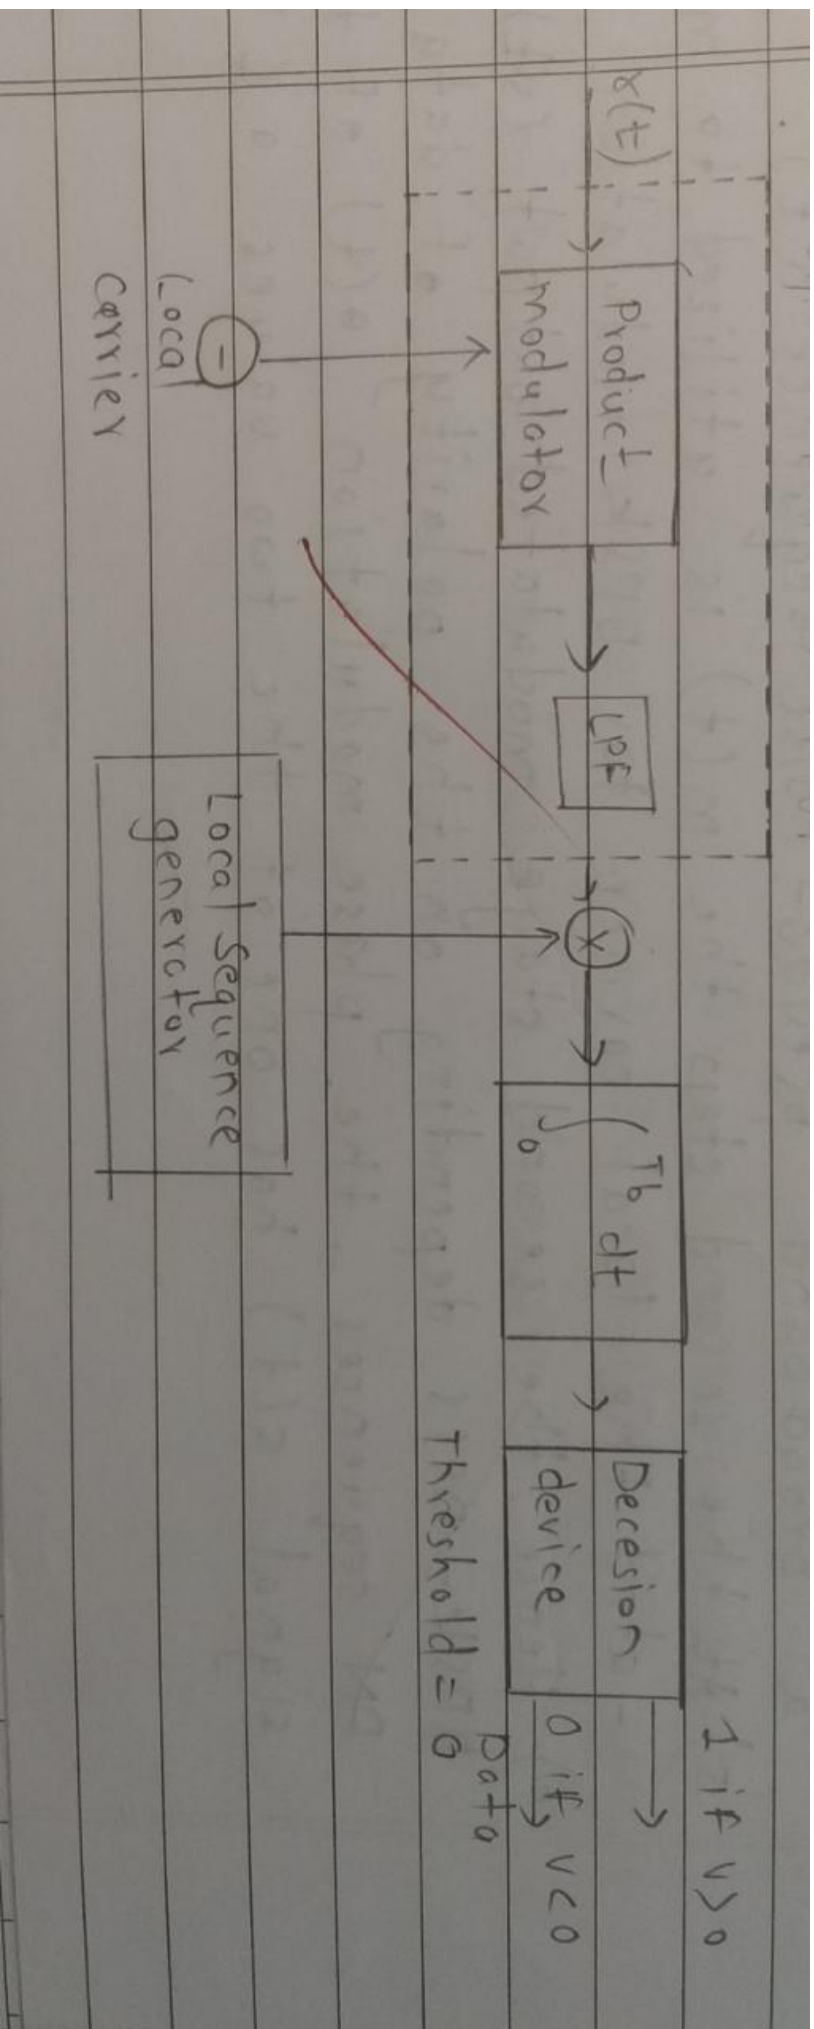 x(t)
Product
modulator
LPF
X
Tb
∫ dt
0
Decesion
device
1 if v>0
0 if v<0
Data
Threshold = 0
Local
carrier
Local Sequence
generator